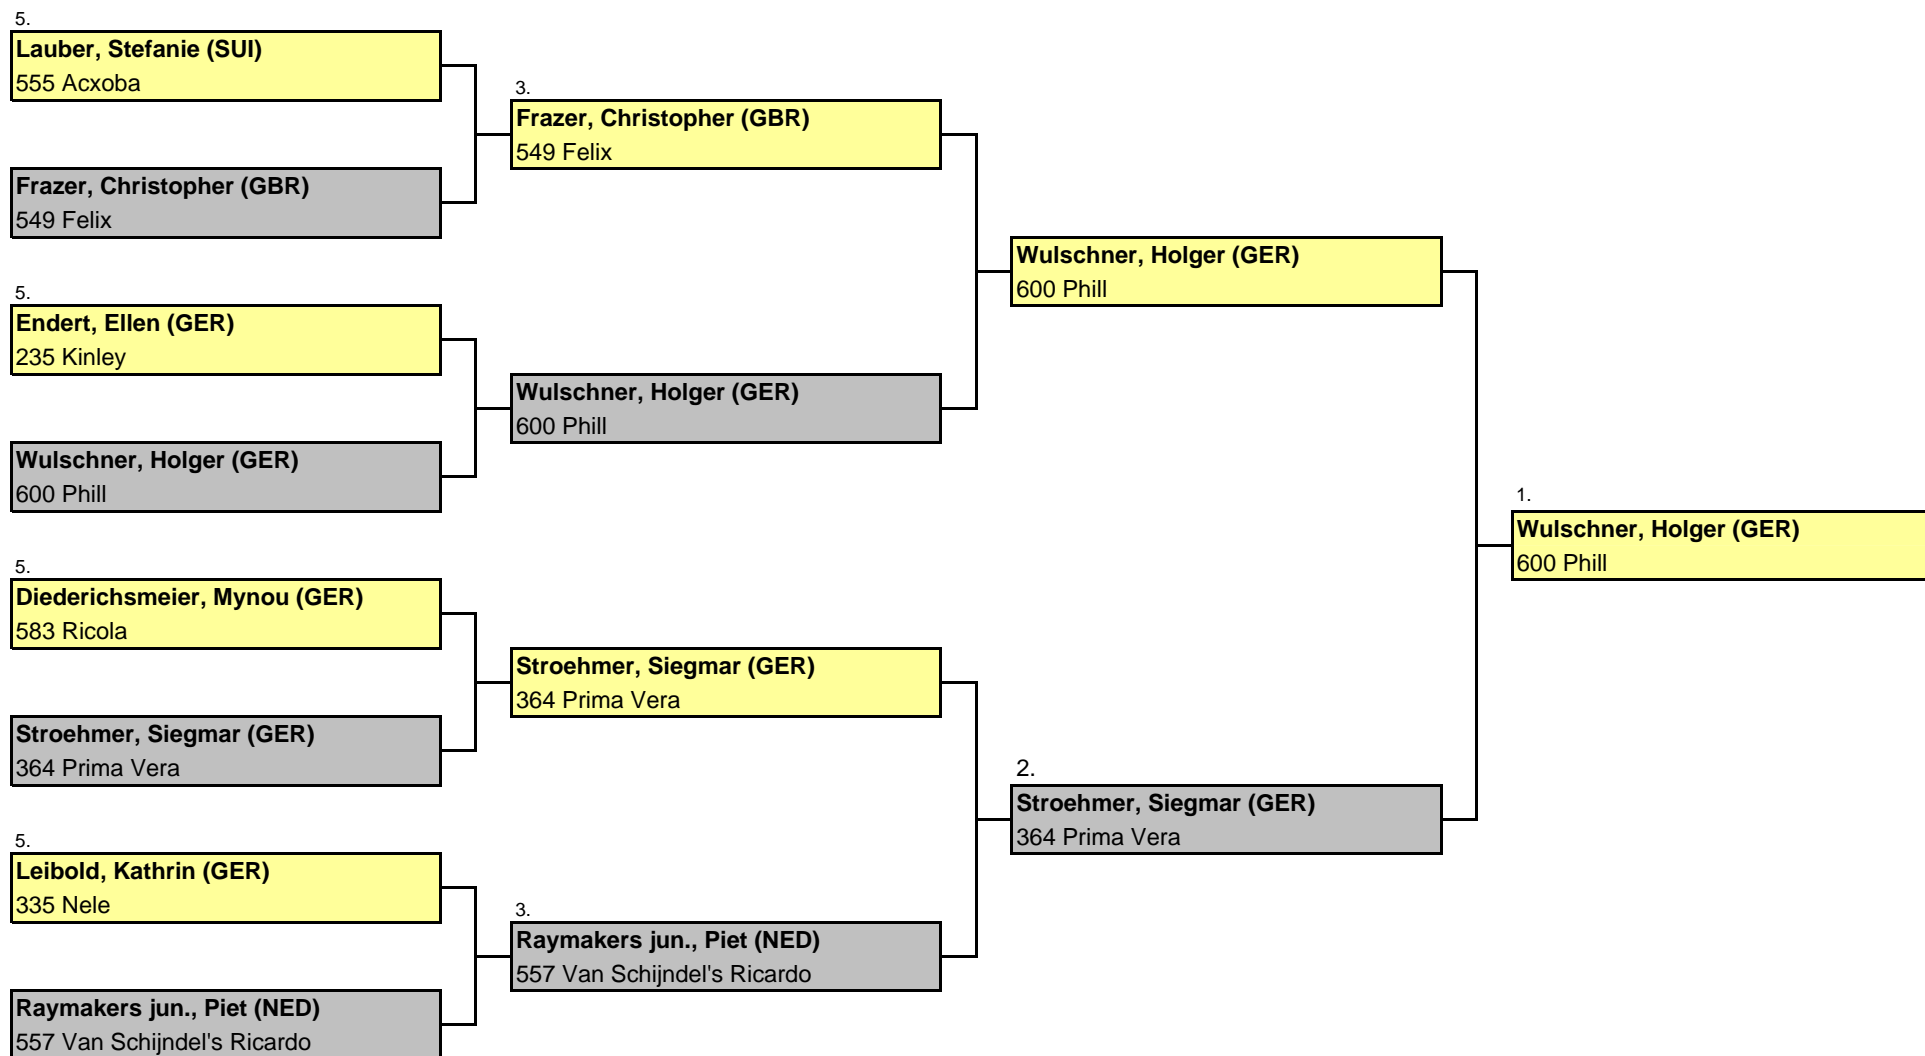 5.
Lauber, Stefanie (SUI)
555 Acxoba
Frazer, Christopher (GBR)
549 Felix
5.
Endert, Ellen (GER)
235 Kinley
Wulschner, Holger (GER)
600 Phill
5.
Diederichsmeier, Mynou (GER)
583 Ricola
Stroehmer, Siegmar (GER)
364 Prima Vera
5.
Leibold, Kathrin (GER)
335 Nele
Raymakers jun., Piet (NED)
557 Van Schijndel's Ricardo
3.
Frazer, Christopher (GBR)
549 Felix
Wulschner, Holger (GER)
600 Phill
Stroehmer, Siegmar (GER)
364 Prima Vera
3.
Raymakers jun., Piet (NED)
557 Van Schijndel's Ricardo
Wulschner, Holger (GER)
600 Phill
2.
Stroehmer, Siegmar (GER)
364 Prima Vera
1.
Wulschner, Holger (GER)
600 Phill